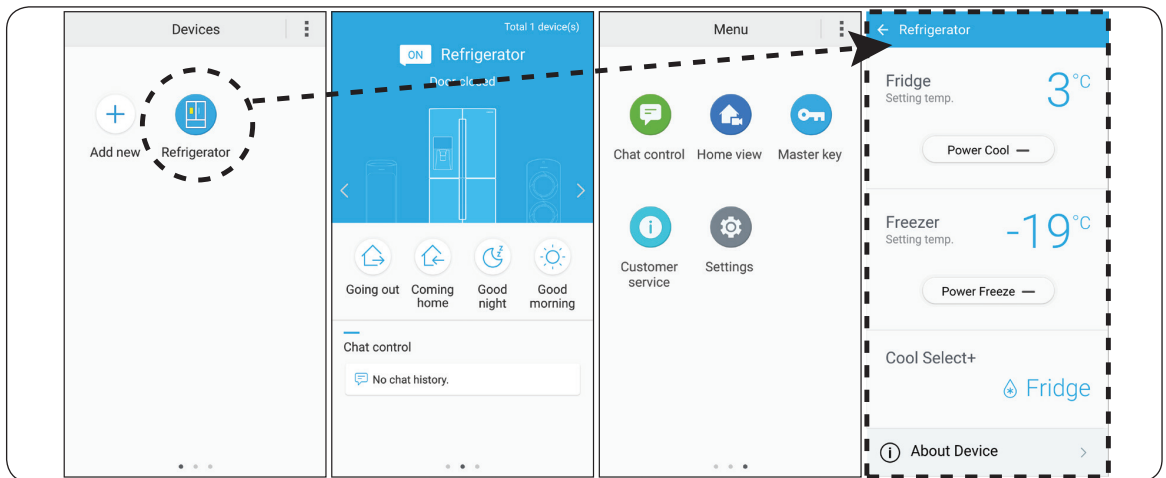 Devices
Add new
Refrigerator
Total 1 device(s)
ON Refrigerator
Door closed
Going out
Coming
home
Good
night
Good
morning
Chat control
No chat history.
Menu
Chat control
Home view
Master key
Customer
service
Settings
Refrigerator
Fridge
Setting temp.
3°C
Power Cool —
Freezer
Setting temp.
-19°C
Power Freeze —
Cool Select+
Fridge
About Device